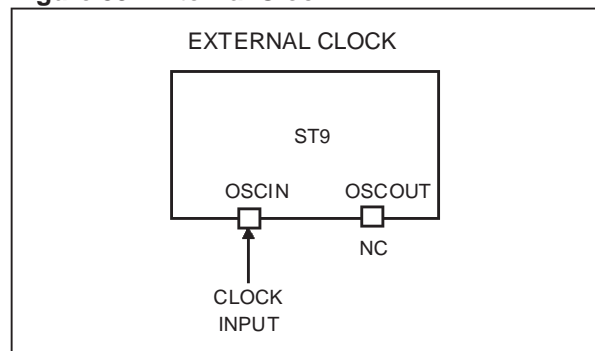 EXTERNAL CLOCK
ST9
OSCIN OSCOUT
NC
CLOCK
INPUT